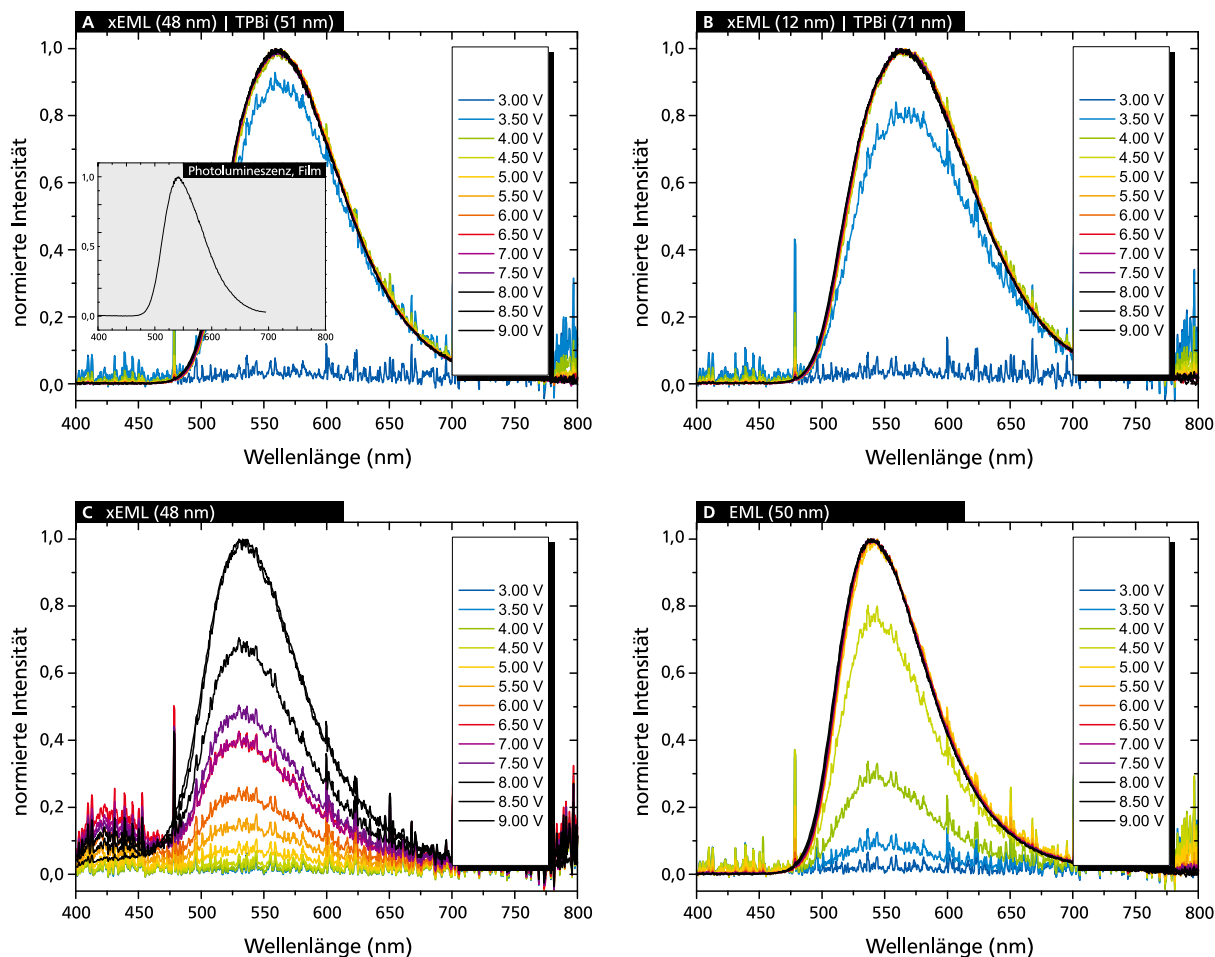 A xEML (48 nm) | TPBi (51 nm)
1,0
0,8
0,6
0,4
0,2
0,0
normierte Intensität
400 450 500 550 600 650 700 750 800
Wellenlänge (nm)
Photolumineszenz, Film
1,0
0,5
0,0
400 500 600 700 800
3.00 V
3.50 V
4.00 V
4.50 V
5.00 V
5.50 V
6.00 V
6.50 V
7.00 V
7.50 V
8.00 V
8.50 V
9.00 V
B xEML (12 nm) | TPBi (71 nm)
1,0
0,8
0,6
0,4
0,2
0,0
normierte Intensität
400 450 500 550 600 650 700 750 800
Wellenlänge (nm)
3.00 V
3.50 V
4.00 V
4.50 V
5.00 V
5.50 V
6.00 V
6.50 V
7.00 V
7.50 V
8.00 V
8.50 V
9.00 V
C xEML (48 nm)
1,0
0,8
0,6
0,4
0,2
0,0
normierte Intensität
400 450 500 550 600 650 700 750 800
Wellenlänge (nm)
3.00 V
3.50 V
4.00 V
4.50 V
5.00 V
5.50 V
6.00 V
6.50 V
7.00 V
7.50 V
8.00 V
8.50 V
9.00 V
D EML (50 nm)
1,0
0,8
0,6
0,4
0,2
0,0
normierte Intensität
400 450 500 550 600 650 700 750 800
Wellenlänge (nm)
3.00 V
3.50 V
4.00 V
4.50 V
5.00 V
5.50 V
6.00 V
6.50 V
7.00 V
7.50 V
8.00 V
8.50 V
9.00 V